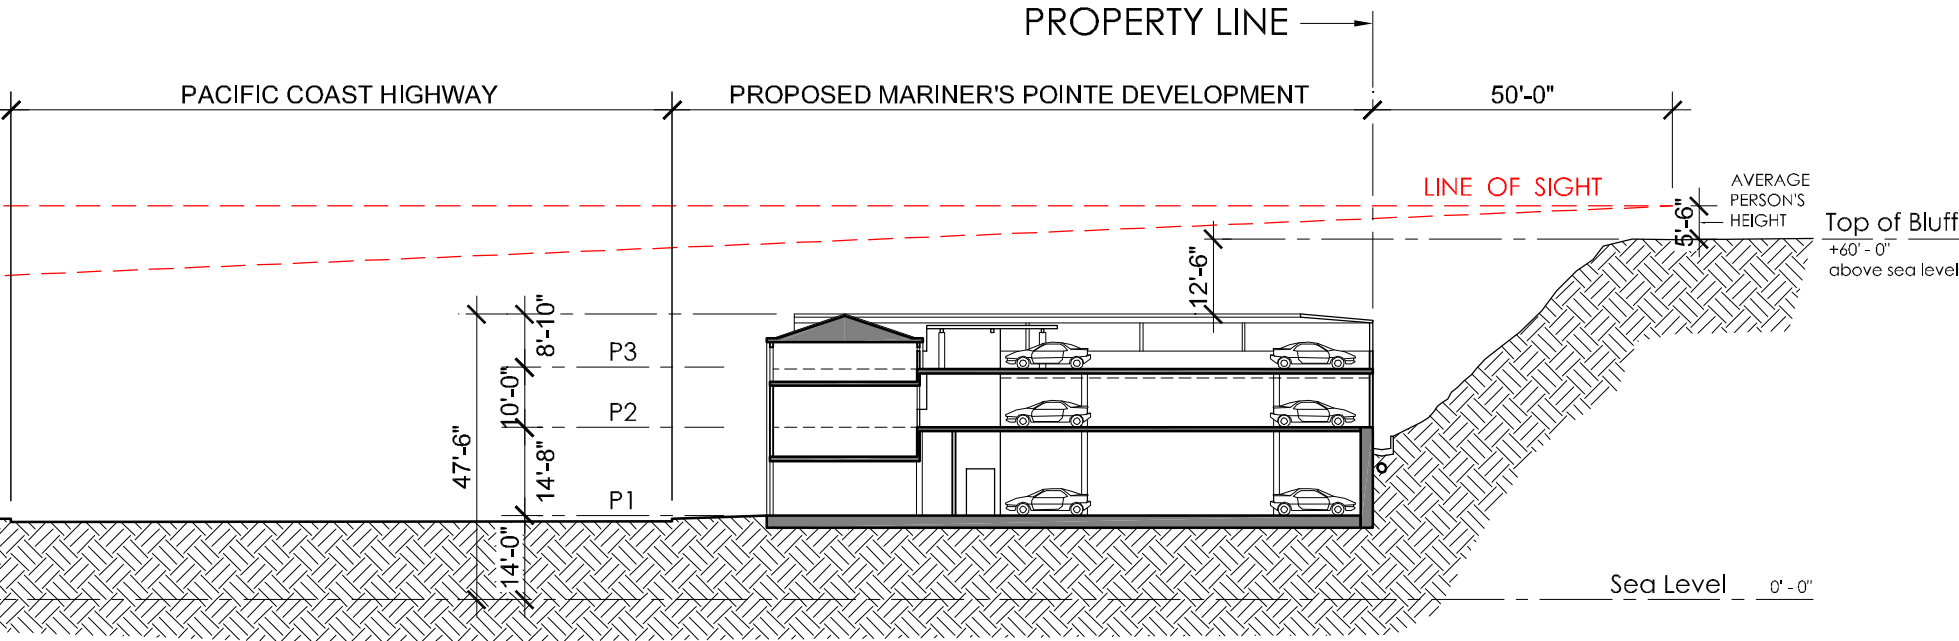 PROPERTY LINE
PACIFIC COAST HIGHWAY
PROPOSED MARINER'S POINTE DEVELOPMENT
50'-0"
LINE OF SIGHT
AVERAGE
PERSON'S
HEIGHT
5'-6"
Top of Bluff
+60' - 0"
above sea level
12'-6"
8'-10"
P3
10'-0"
P2
47'-6"
14'-8"
P1
14'-0"
Sea Level 0' - 0"